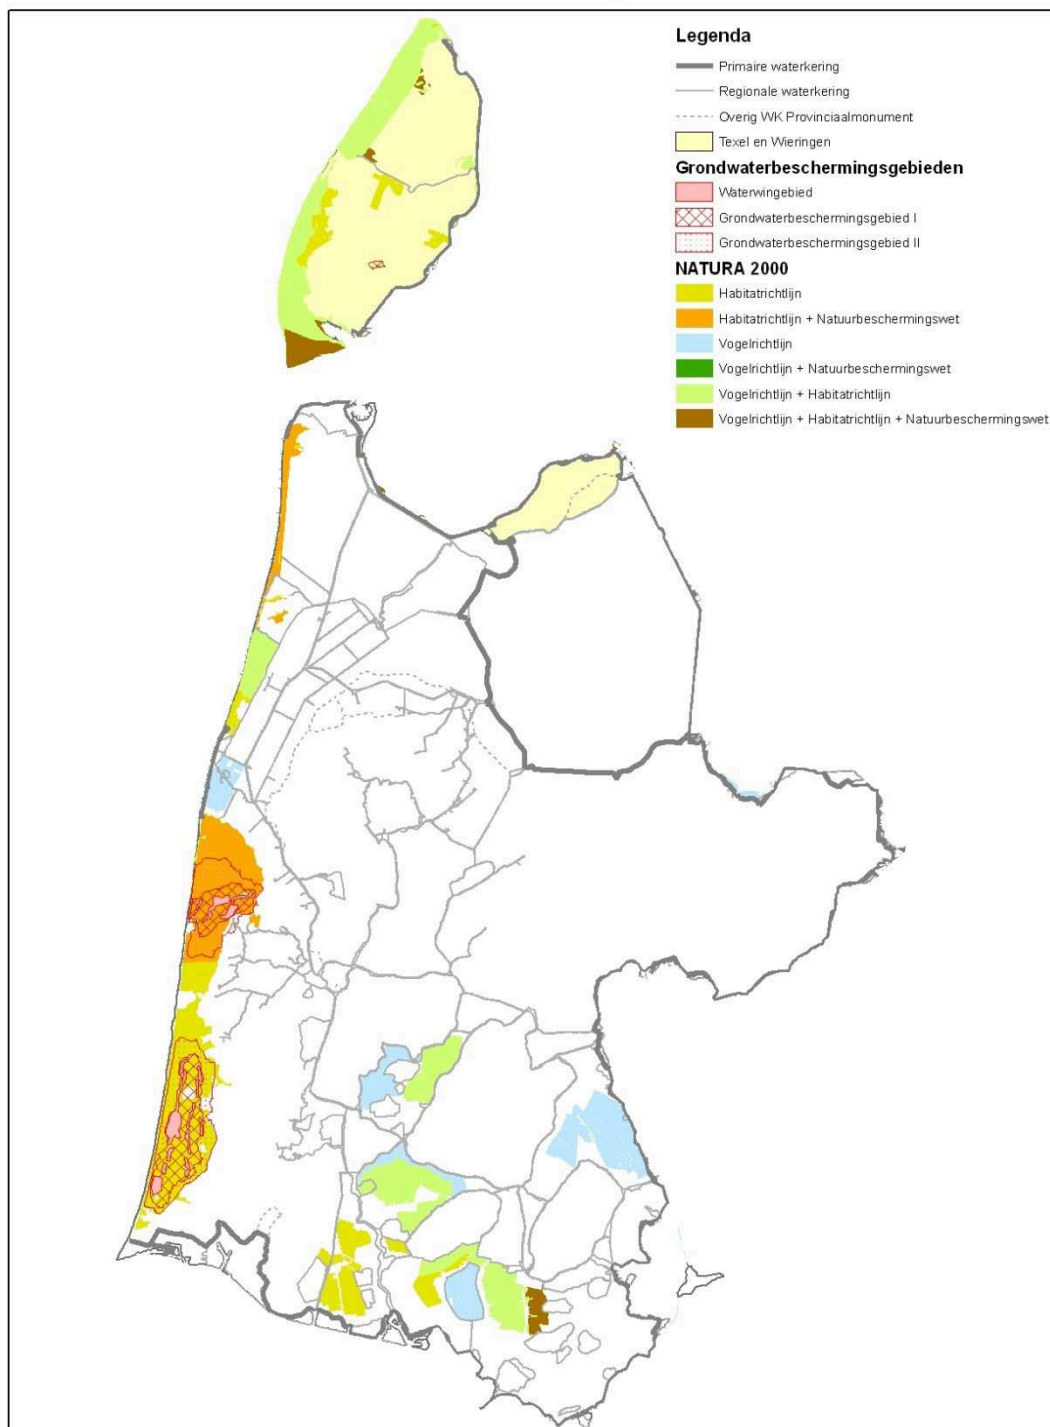 Legenda
Primaire waterkering
Regionale waterkering
Overig WK Provinciaalmonument
Texel en Wieringen
Grondwaterbeschermingsgebieden
Waterwingebied
Grondwaterbeschermingsgebied I
Grondwaterbeschermingsgebied II
NATURA 2000
Habitatrichtlijn
Habitatrichtlijn + Natuurbeschermingswet
Vogelrichtlijn
Vogelrichtlijn + Natuurbeschermingswet
Vogelrichtlijn + Habitatrichtlijn
Vogelrichtlijn + Habitatrichtlijn + Natuurbeschermingswet